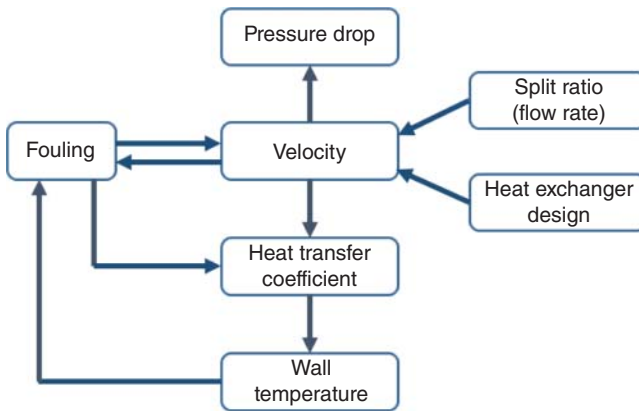 Pressure drop
Split ratio
(flow rate)
Fouling
Velocity
Heat exchanger
design
Heat transfer
coefficient
Wall
temperature